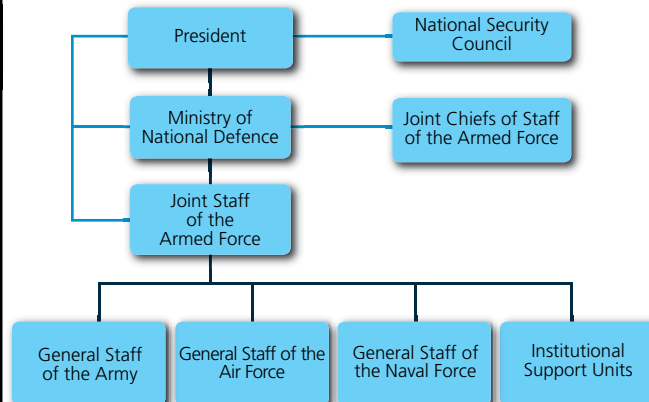 President
National Security
Council
Ministry of
National Defence
Joint Chiefs of Staff
of the Armed Force
Joint Staff
of the
Armed Force
General Staff
of the Army
General Staff of the
Air Force
General Staff of
the Naval Force
Institutional
Support Units